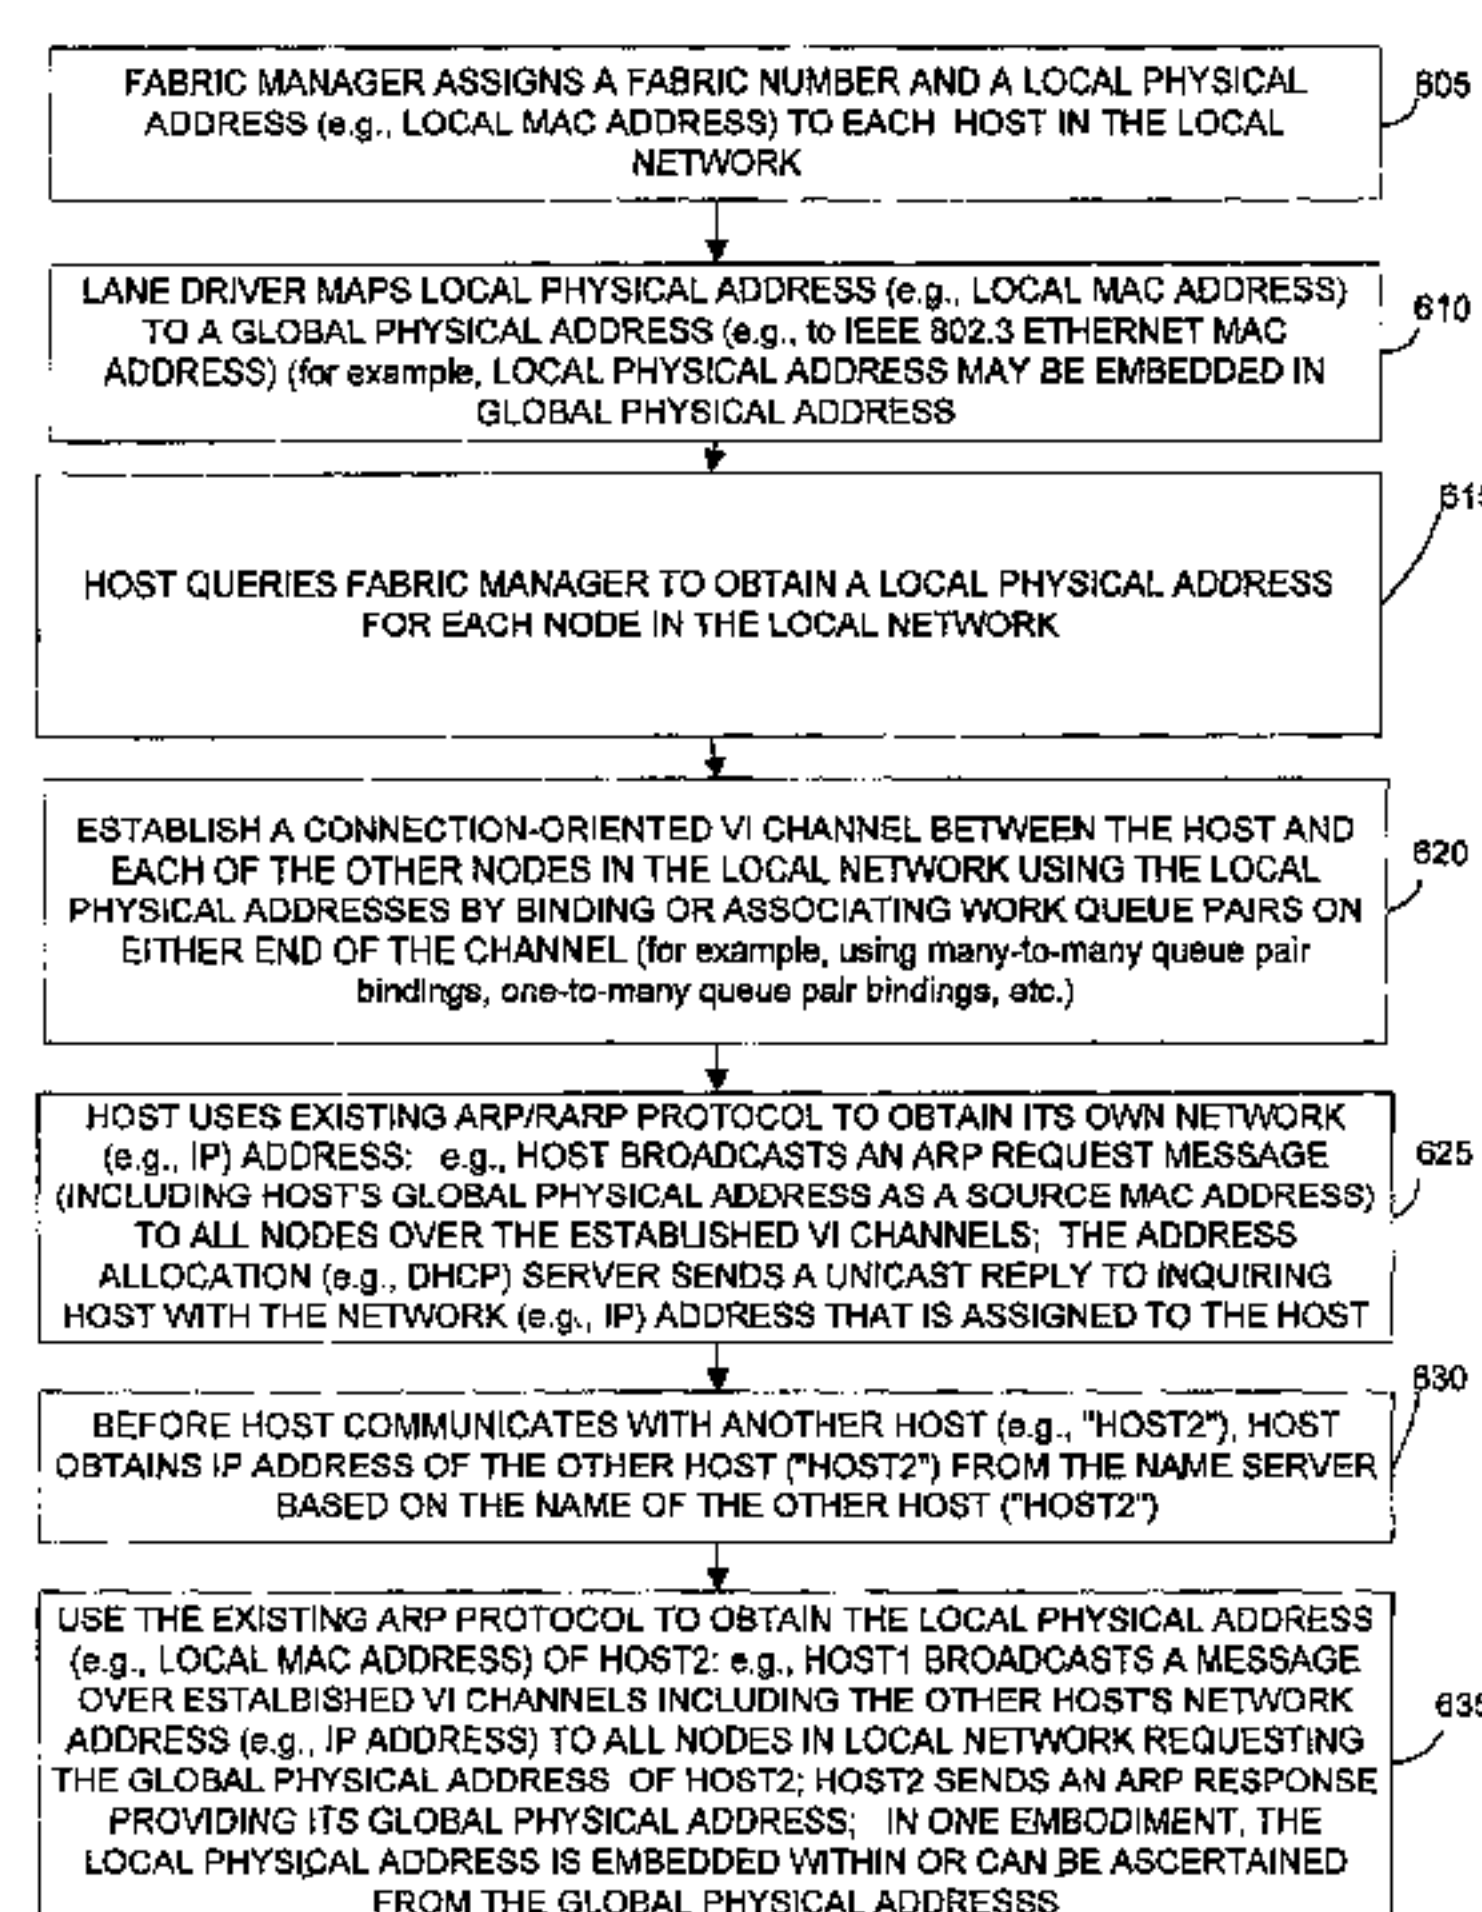 FABRIC MANAGER ASSIGNS A FABRIC NUMBER AND A LOCAL PHYSICAL
ADDRESS (e.g., LOCAL MAC ADDRESS) TO EACH HOST IN THE LOCAL
NETWORK
605
LANE DRIVER MAPS LOCAL PHYSICAL ADDRESS (e.g., LOCAL MAC ADDRESS)
TO A GLOBAL PHYSICAL ADDRESS (e.g., to IEEE 802.3 ETHERNET MAC
ADDRESS) (for example, LOCAL PHYSICAL ADDRESS MAY BE EMBEDDED IN
GLOBAL PHYSICAL ADDRESS
610
HOST QUERIES FABRIC MANAGER TO OBTAIN A LOCAL PHYSICAL ADDRESS
FOR EACH NODE IN THE LOCAL NETWORK
615
ESTABLISH A CONNECTION-ORIENTED VI CHANNEL BETWEEN THE HOST AND
EACH OF THE OTHER NODES IN THE LOCAL NETWORK USING THE LOCAL
PHYSICAL ADDRESSES BY BINDING OR ASSOCIATING WORK QUEUE PAIRS ON
EITHER END OF THE CHANNEL (for example, using many-to-many queue pair
bindings, one-to-many queue pair bindings, etc.)
620
HOST USES EXISTING ARP/RARP PROTOCOL TO OBTAIN ITS OWN NETWORK
(e.g., IP) ADDRESS: e.g., HOST BROADCASTS AN ARP REQUEST MESSAGE
(INCLUDING HOST'S GLOBAL PHYSICAL ADDRESS AS A SOURCE MAC ADDRESS)
TO ALL NODES OVER THE ESTABLISHED VI CHANNELS; THE ADDRESS
ALLOCATION (e.g., DHCP) SERVER SENDS A UNICAST REPLY TO INQUIRING
HOST WITH THE NETWORK (e.g., IP) ADDRESS THAT IS ASSIGNED TO THE HOST
625
BEFORE HOST COMMUNICATES WITH ANOTHER HOST (e.g., "HOST2"), HOST
OBTAINS IP ADDRESS OF THE OTHER HOST ("HOST2") FROM THE NAME SERVER
BASED ON THE NAME OF THE OTHER HOST ("HOST2")
630
USE THE EXISTING ARP PROTOCOL TO OBTAIN THE LOCAL PHYSICAL ADDRESS
(e.g., LOCAL MAC ADDRESS) OF HOST2: e.g., HOST1 BROADCASTS A MESSAGE
OVER ESTALBISHED VI CHANNELS INCLUDING THE OTHER HOST'S NETWORK
ADDRESS (e.g., IP ADDRESS) TO ALL NODES IN LOCAL NETWORK REQUESTING
THE GLOBAL PHYSICAL ADDRESS OF HOST2; HOST2 SENDS AN ARP RESPONSE
PROVIDING ITS GLOBAL PHYSICAL ADDRESS; IN ONE EMBODIMENT, THE
LOCAL PHYSICAL ADDRESS IS EMBEDDED WITHIN OR CAN BE ASCERTAINED
FROM THE GLOBAL PHYSICAL ADDRESSS
635